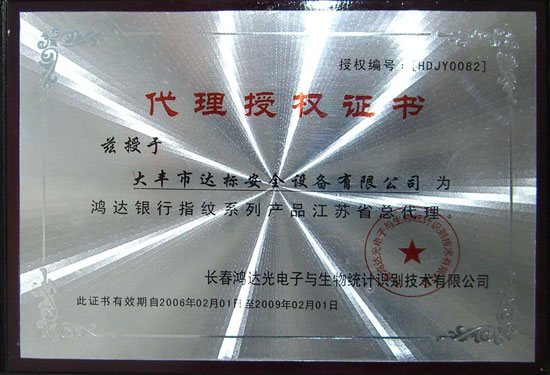 授权编号：[HDJY0082]
代理授权证书
兹授于
大丰市达标安全设备有限公司为
鸿达银行指纹系列产品江苏省总代理。
长春鸿达光电子与生物统计识别技术有限公司
此证书有效期自2006年02月01日至2009年02月01日